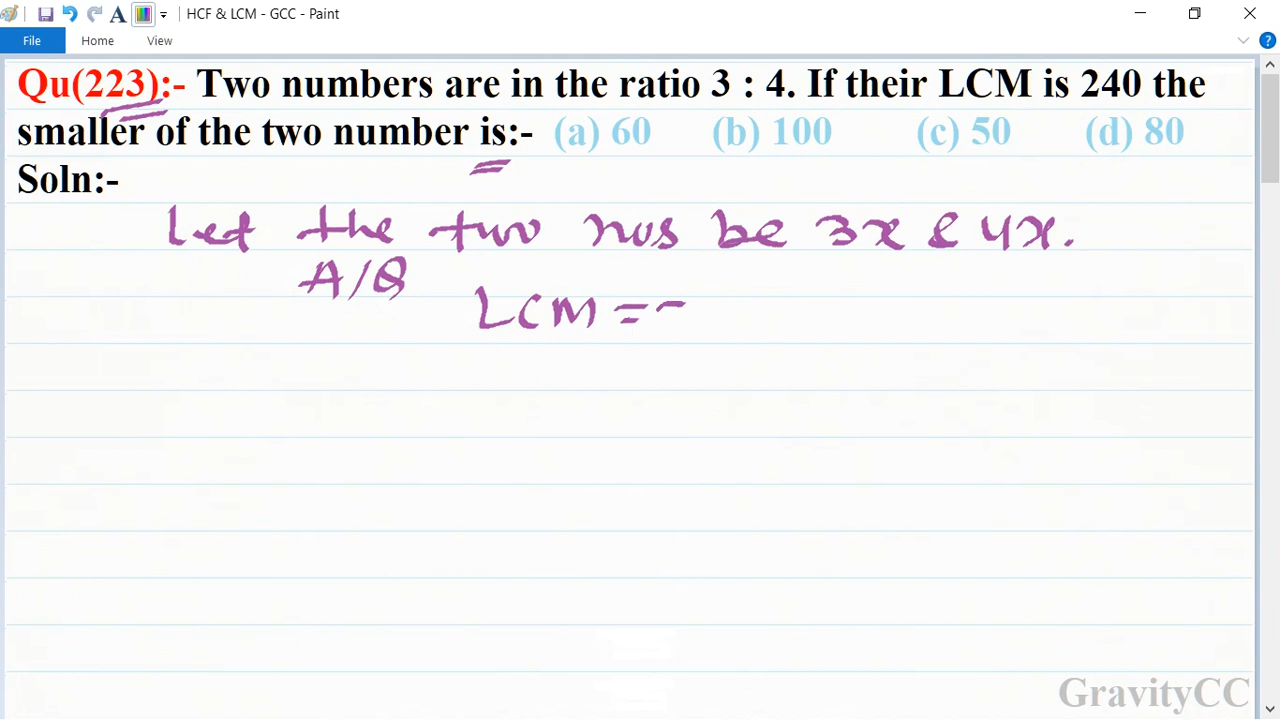 HCF & LCM - GCC - Paint
File Home View
Qu(223):- Two numbers are in the ratio 3 : 4. If their LCM is 240 the
smaller of the two number is:- (a) 60 (b) 100 (c) 50 (d) 80
Soln:-
Let the two nos be 3x & 4x.
A/Q
LCM =
GravityCC